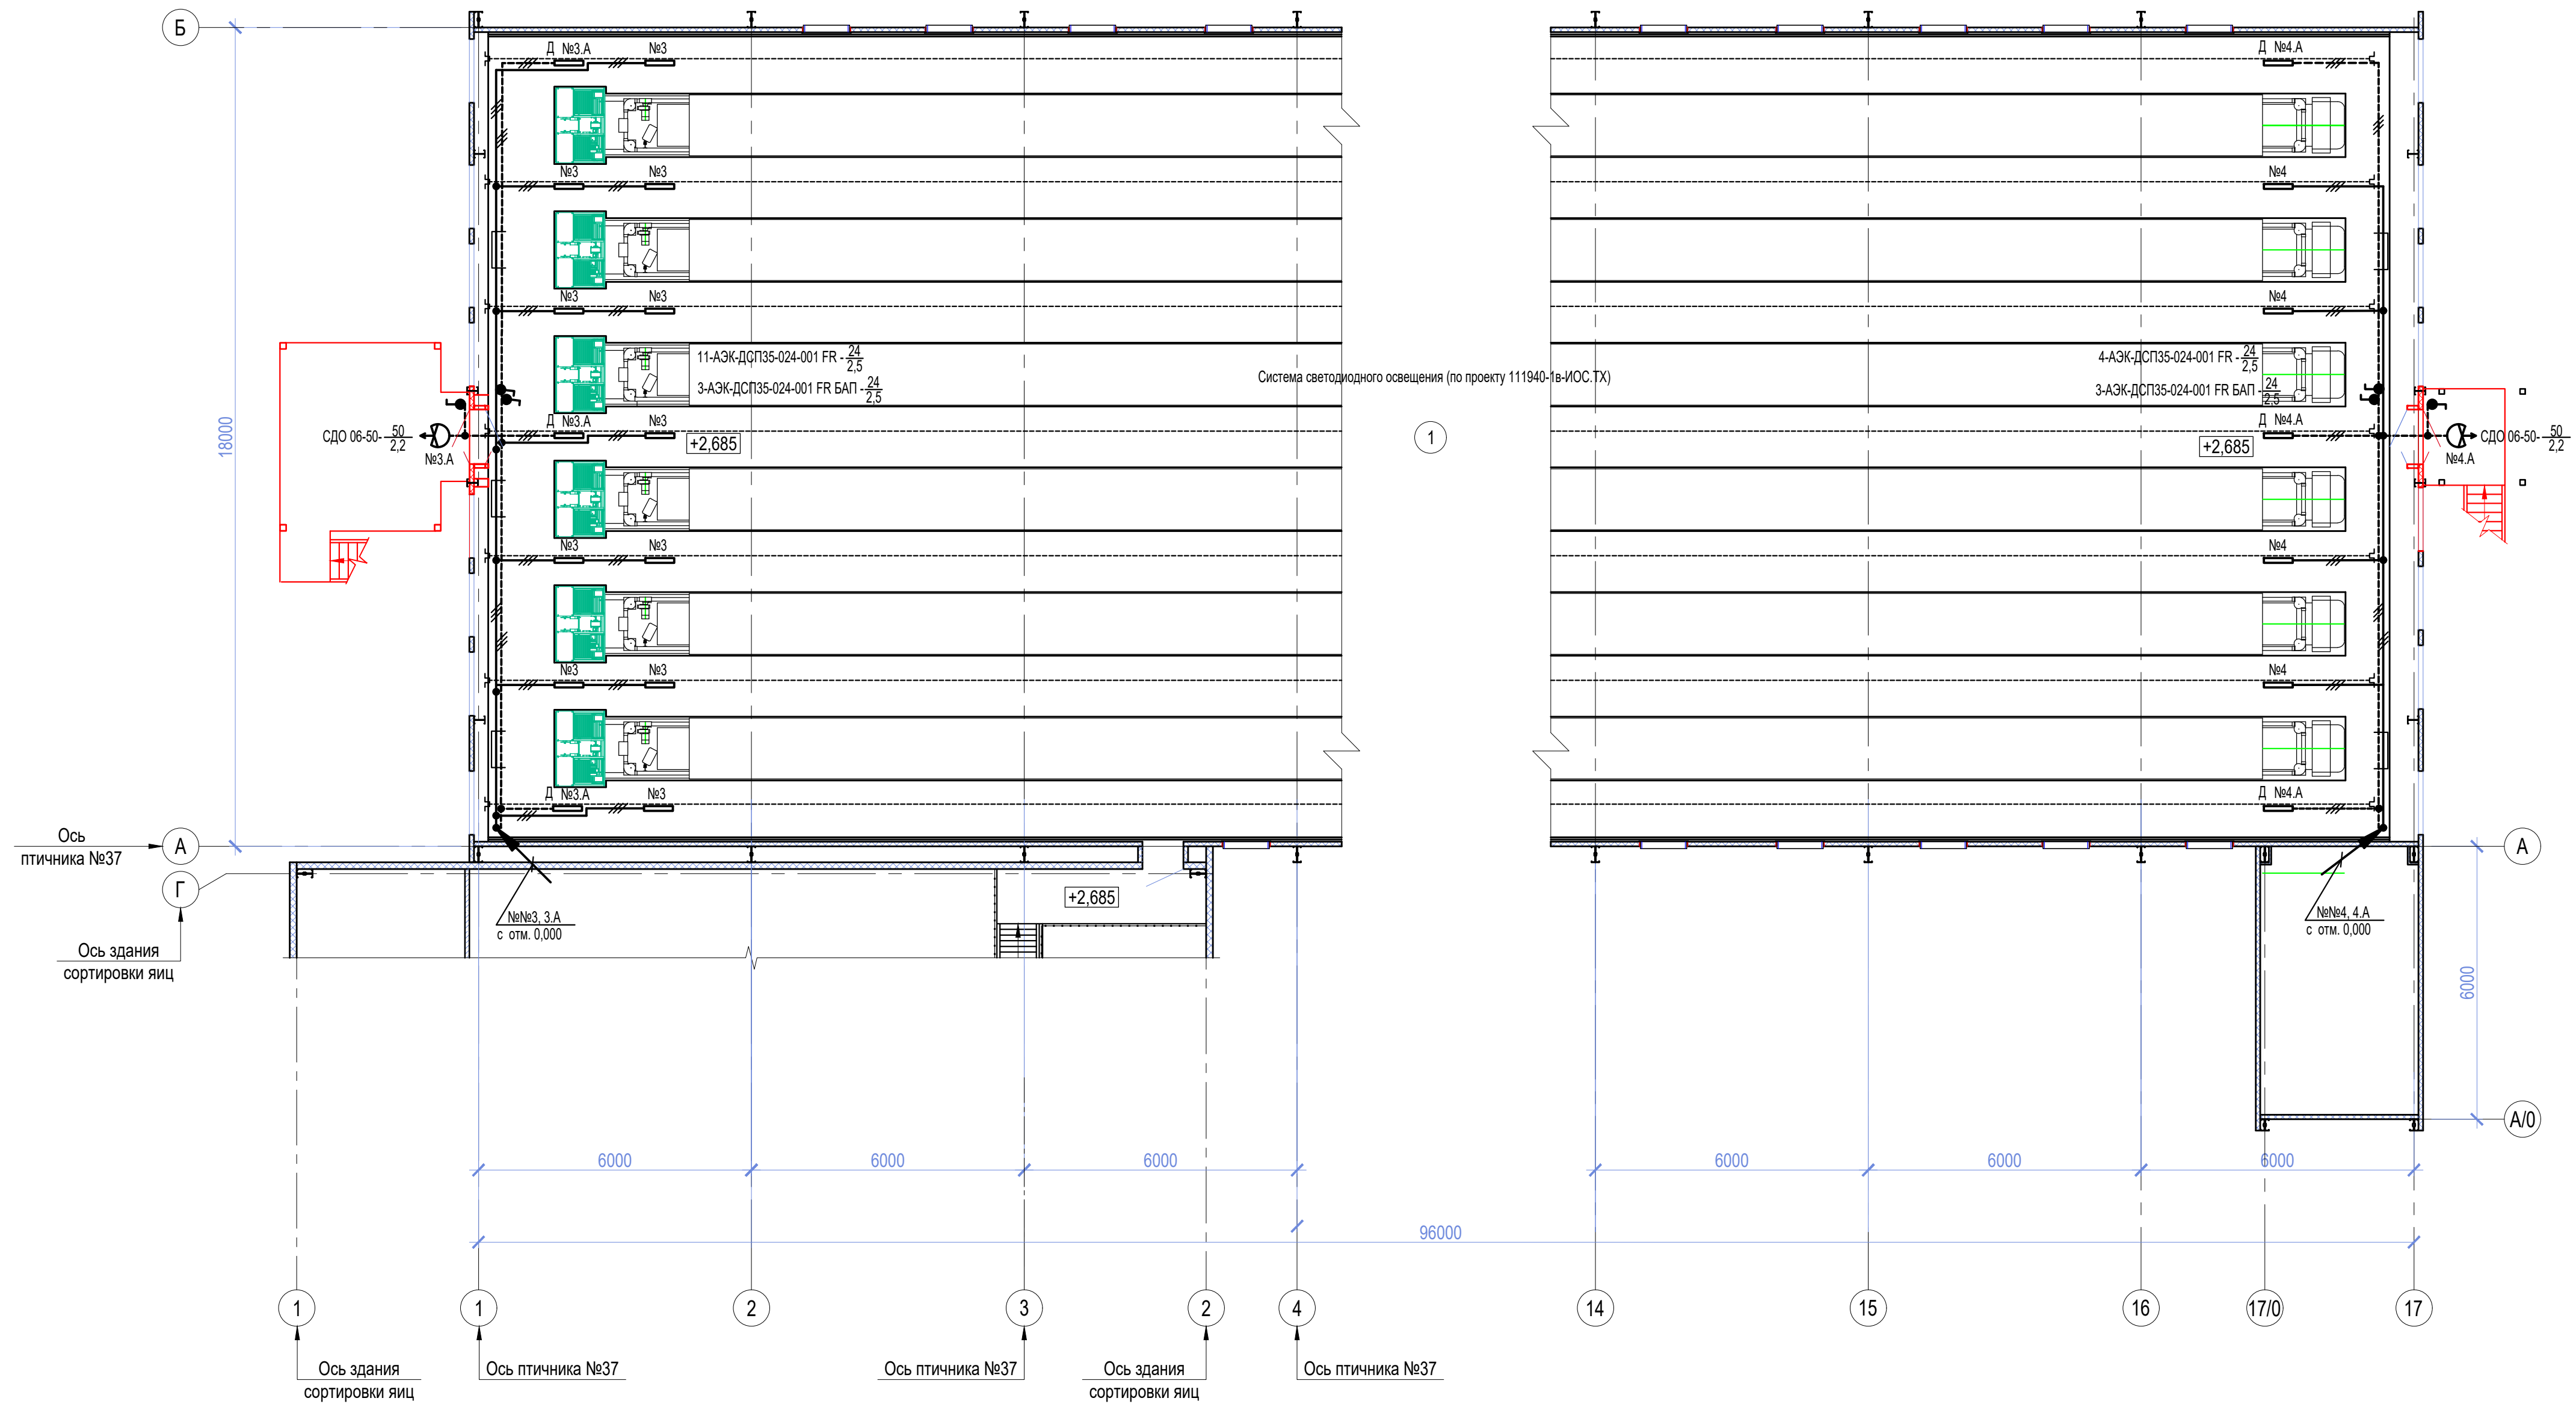 Б
Д №3.А №3
Д №4.А
№3 №3
№4
№3 №3
№4
11-АЭК-ДСП35-024-001 FR - 24
2,5
3-АЭК-ДСП35-024-001 FR БАП - 24
2,5
Система светодиодного освещения (по проекту 111940-1в-ИОС.ТХ)
4-АЭК-ДСП35-024-001 FR - 24
2,5
3-АЭК-ДСП35-024-001 FR БАП - 24
2,5
18000
СДО 06-50- 50
2,2
№3.А
Д №3.А №3
+2,685
1
Д №4.А
+2,685
СДО 06-50- 50
2,2
№4.А
№3 №3
№4
№3 №3
№4
Д №3.А №3
Д №4.А
Ось
птичника №37
А
А
Г
Ось здания
сортировки яиц
№№3, 3.А
с отм. 0,000
+2,685
№№4, 4.А
с отм. 0,000
6000
А/0
6000 6000 6000 6000 6000 6000
96000
1 1 2 3 2 4 14 15 16 17/0 17
Ось здания
сортировки яиц
Ось птичника №37
Ось птичника №37
Ось здания
сортировки яиц
Ось птичника №37